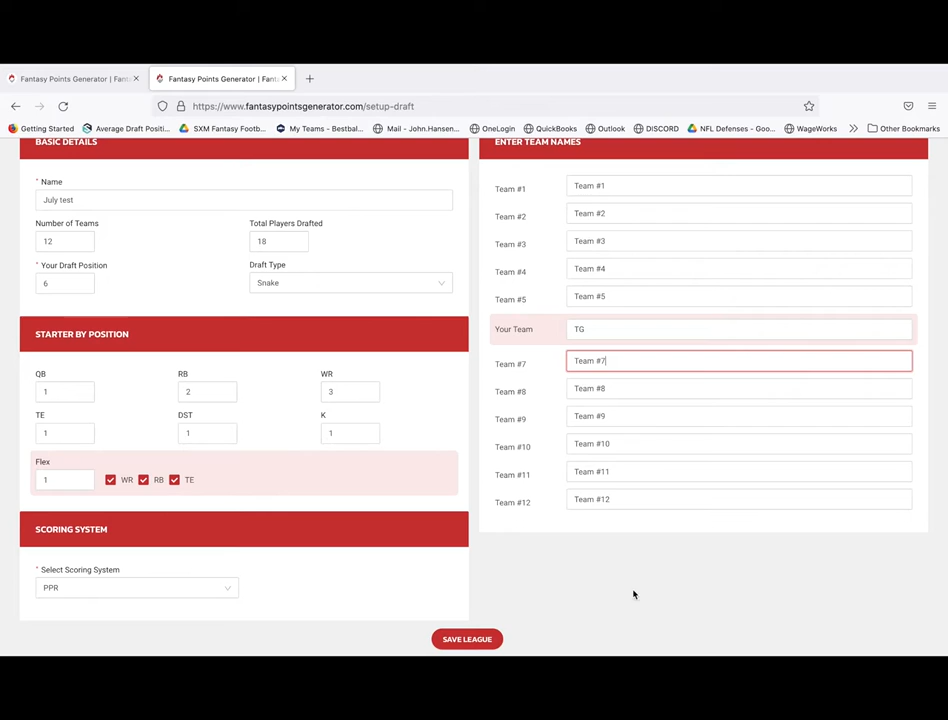 Fantasy Points Generator | Fant
Fantasy Points Generator | Fant
https://www.fantasypointsgenerator.com/setup-draft
Getting Started
Average Draft Positi...
SXM Fantasy Footb...
My Teams - Bestbal...
Mail - John.Hansen...
OneLogin
QuickBooks
Outlook
DISCORD
NFL Defenses - Goo...
WageWorks
Other Bookmarks
BASIC DETAILS
* Name
July test
Number of Teams
Total Players Drafted
12
18
* Your Draft Position
Draft Type
6
Snake
STARTER BY POSITION
QB
RB
WR
1
2
3
TE
DST
K
1
1
1
Flex
1
WR
RB
TE
SCORING SYSTEM
* Select Scoring System
PPR
ENTER TEAM NAMES
Team #1
Team #1
Team #2
Team #2
Team #3
Team #3
Team #4
Team #4
Team #5
Team #5
Your Team
TG
Team #7
Team #7
Team #8
Team #8
Team #9
Team #9
Team #10
Team #10
Team #11
Team #11
Team #12
Team #12
SAVE LEAGUE